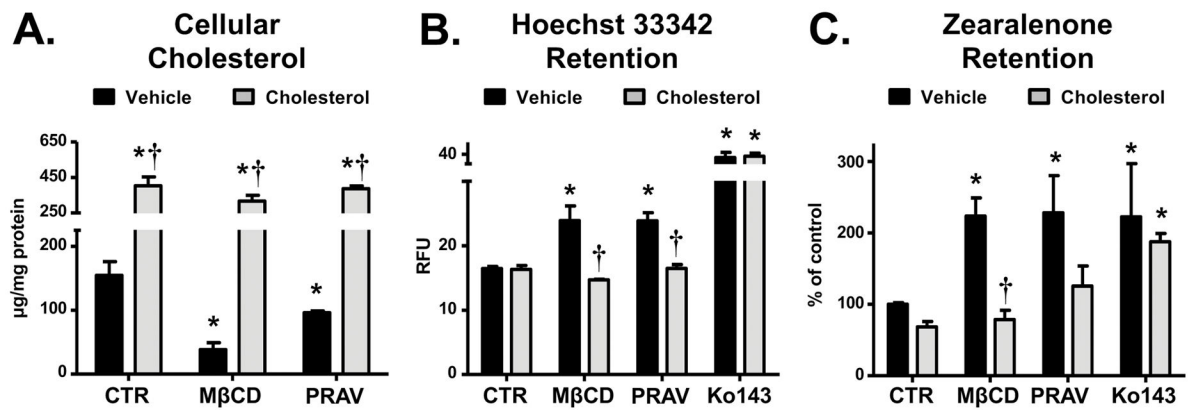 A.
Cellular
Cholesterol
Vehicle Cholesterol
µg/mg protein
650
450
250
200
100
0
*† *† *†
* *
CTR MβCD PRAV
B.
Hoechst 33342
Retention
Vehicle Cholesterol
RFU
40
20
10
0
* * * *
† †
CTR MβCD PRAV Ko143
C.
Zearalenone
Retention
Vehicle Cholesterol
% of control
300
200
100
0
* * * *
†
CTR MβCD PRAV Ko143